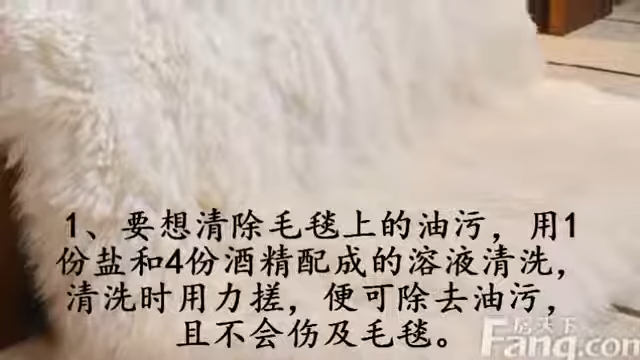 1、要想清除毛毯上的油污，用1
份盐和4份酒精配成的溶液清洗，
清洗时用力搓，便可除去油污，
且不会伤及毛毯。
房天下
Fang.com